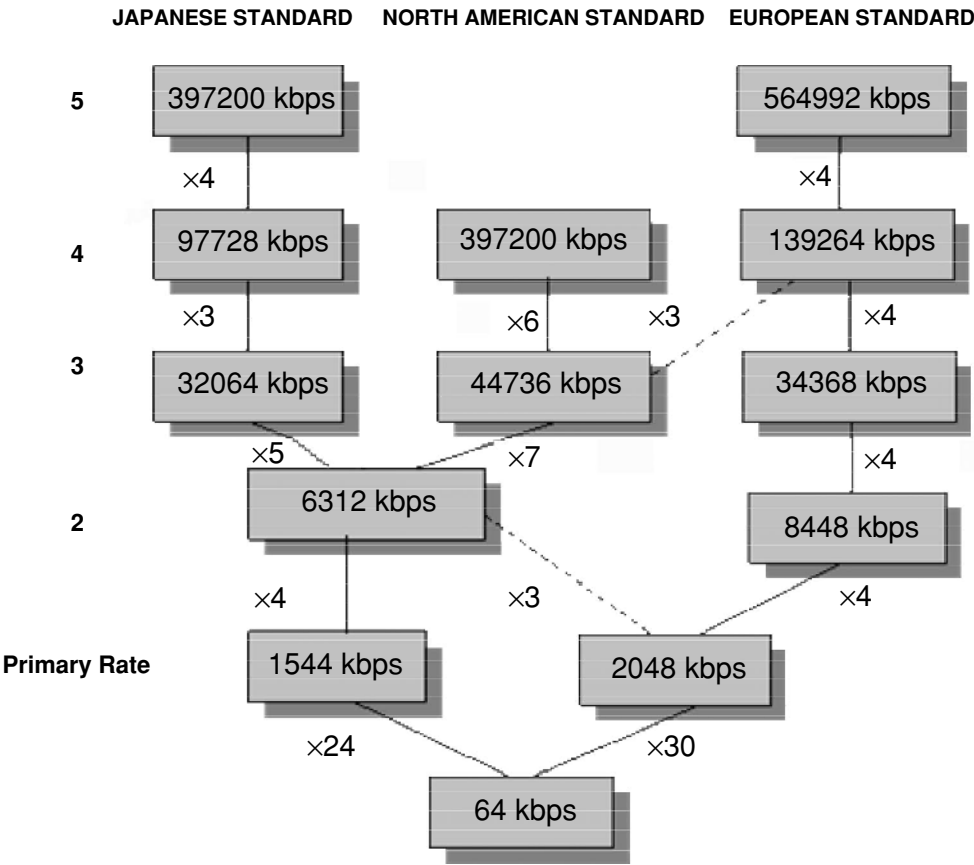 JAPANESE STANDARD NORTH AMERICAN STANDARD EUROPEAN STANDARD
5 397200 kbps 564992 kbps
×4 ×4
4 97728 kbps 397200 kbps 139264 kbps
×3 ×6 ×3 ×4
3 32064 kbps 44736 kbps 34368 kbps
×5 ×7 ×4
2 6312 kbps 8448 kbps
×4 ×3 ×4
Primary Rate 1544 kbps 2048 kbps
×24 ×30
64 kbps